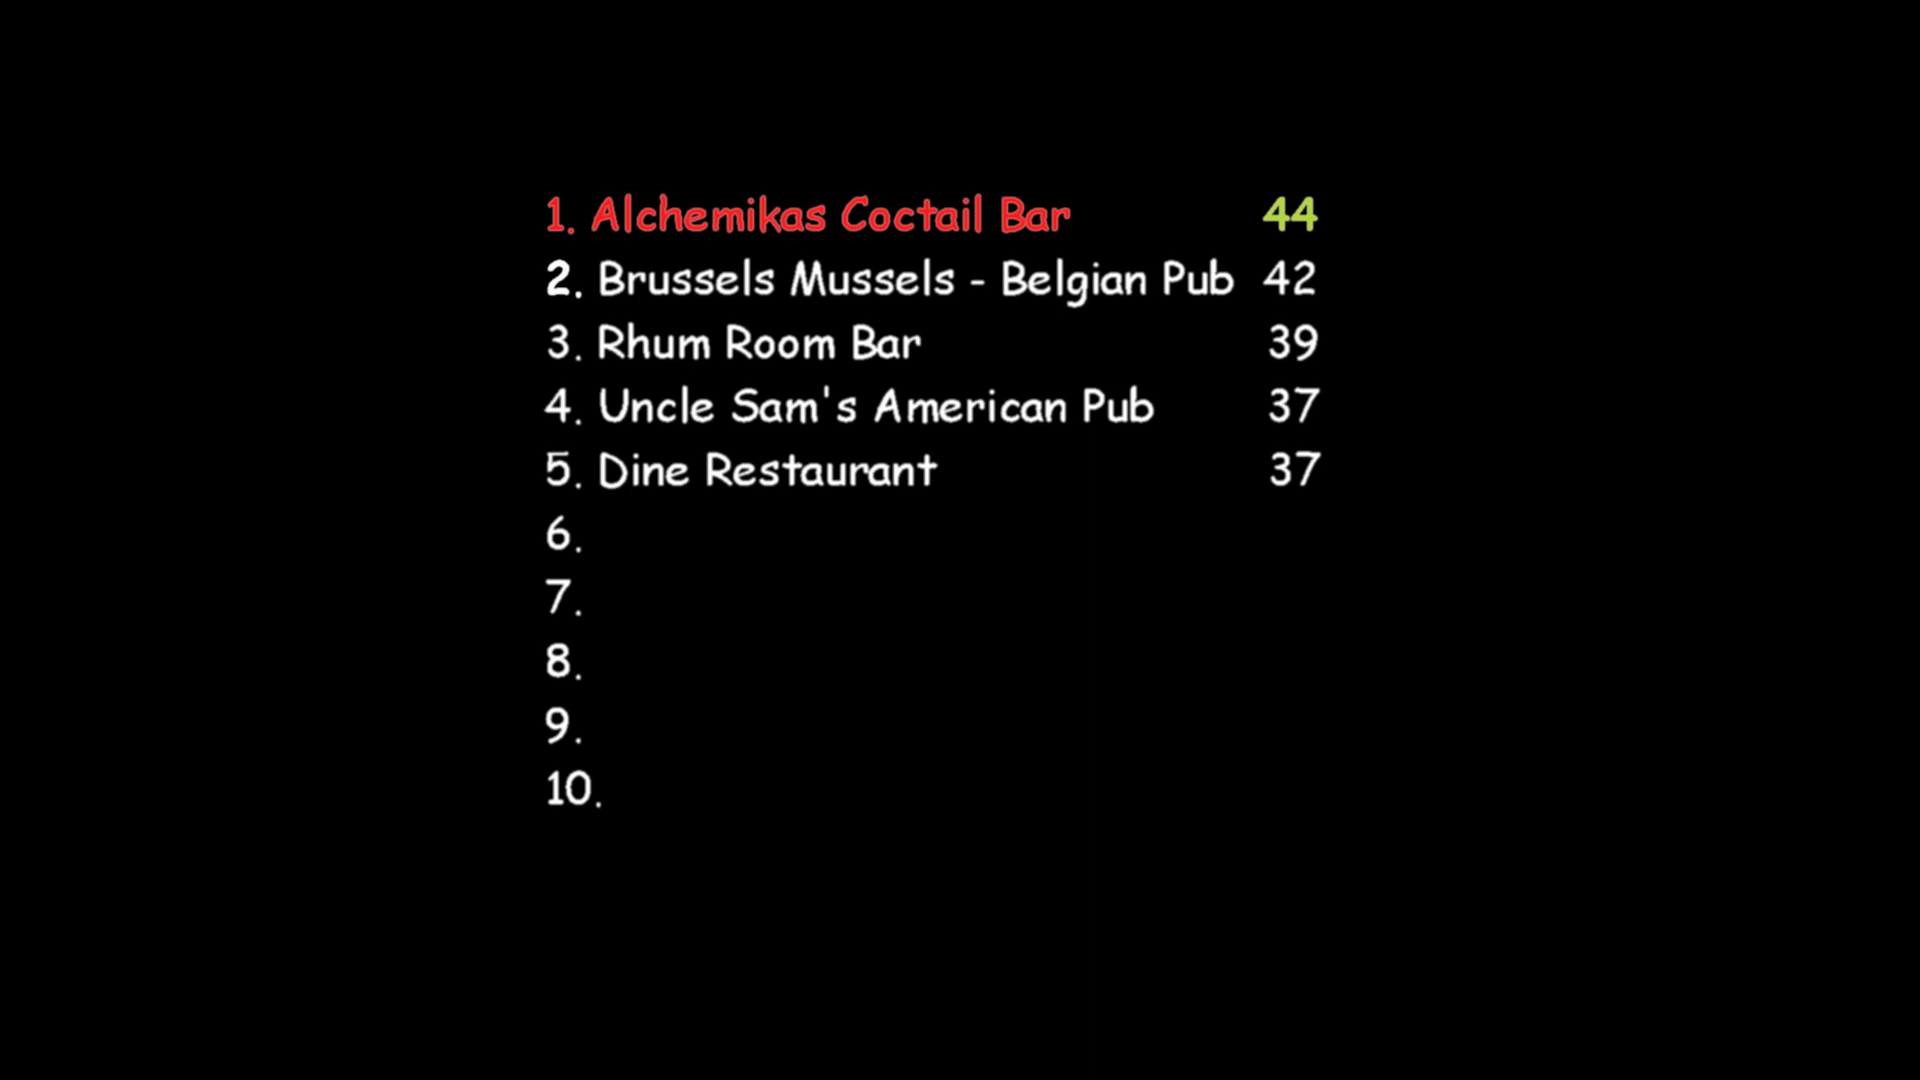 1. Alchemikas Coctail Bar 44
2. Brussels Mussels - Belgian Pub 42
3. Rhum Room Bar 39
4. Uncle Sam's American Pub 37
5. Dine Restaurant 37
6.
7.
8.
9.
10.